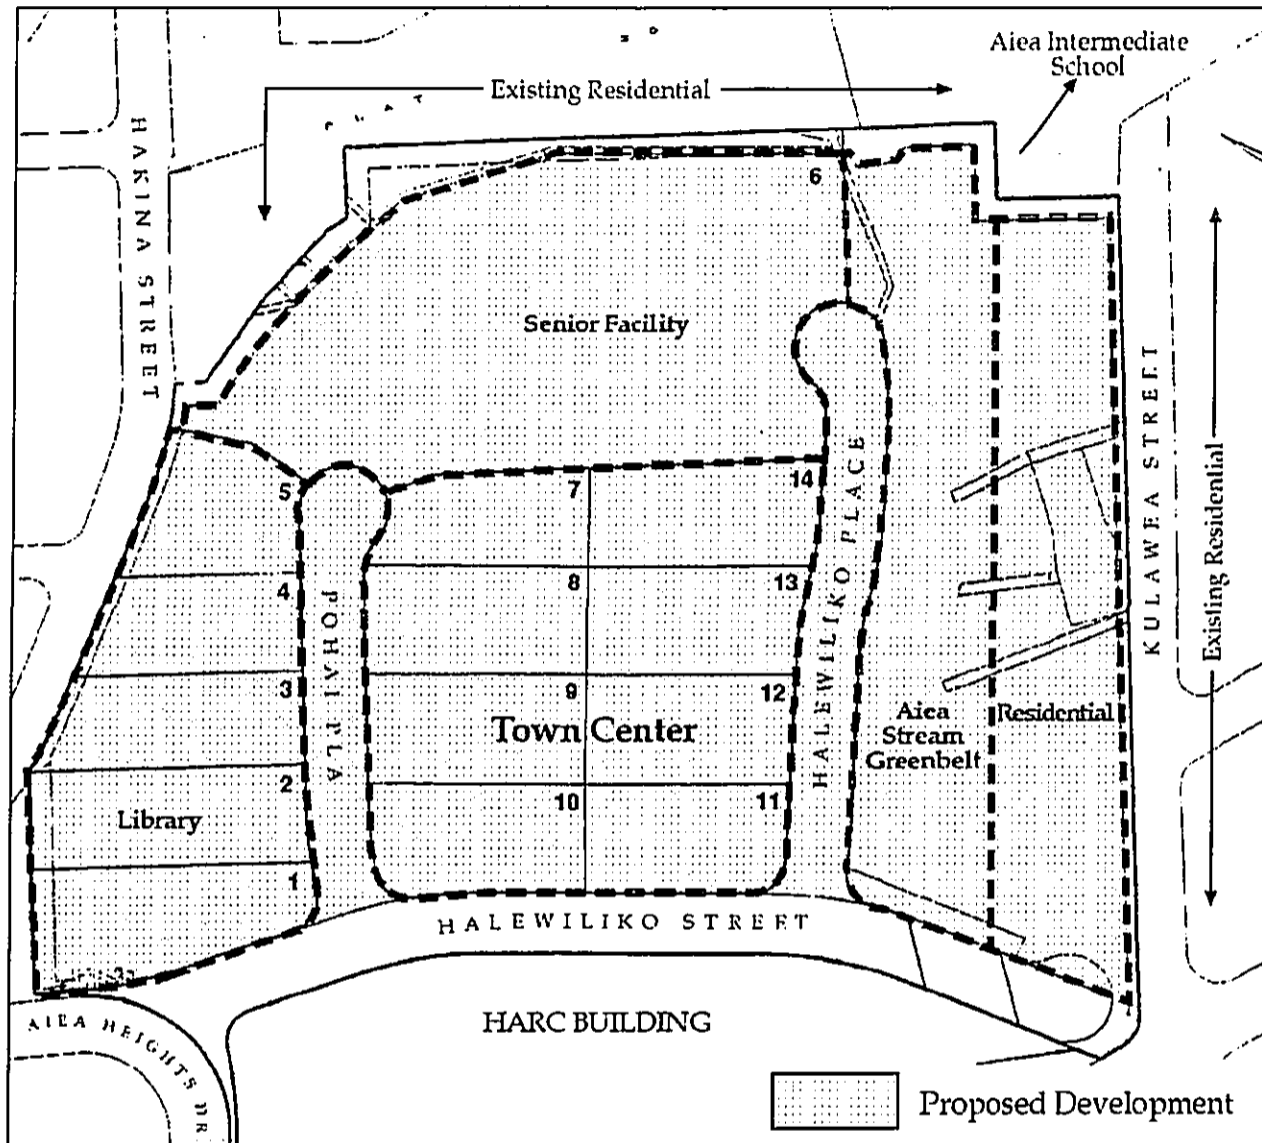 Aiea Intermediate
School
Existing Residential
HAKINA STREET
6
Senior Facility
KULAWEA STREET
Existing Residential
5
7
14
HALEWILIKO PLACE
4
8
13
POHAI PLA
3
9
12
Town Center
Aiea
Stream
Greenbelt
Residential
2
10
11
Library
1
HALEWILIKO STREET
AIEA HEIGHTS DR
HARC BUILDING
Proposed Development